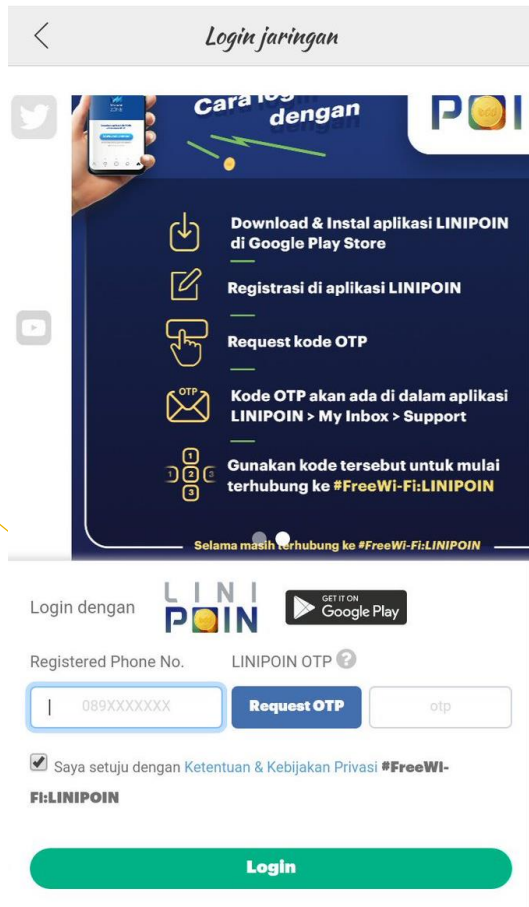 Login jaringan
Cara login
dengan
POI
Download & Instal aplikasi LINIPOIN
di Google Play Store
Registrasi di aplikasi LINIPOIN
Request kode OTP
OTP
Kode OTP akan ada di dalam aplikasi
LINIPOIN > My Inbox > Support
1
1 2 3
3
Gunakan kode tersebut untuk mulai
terhubung ke #FreeWi-Fi:LINIPOIN
Selama masih terhubung ke #FreeWi-Fi:LINIPOIN
Login dengan
LINI
POIN
GET IT ON
Google Play
Registered Phone No.
LINIPOIN OTP ?
089XXXXXXX
Request OTP
otp
Saya setuju dengan Ketentuan & Kebijakan Privasi #FreeWI-
FI:LINIPOIN
Login